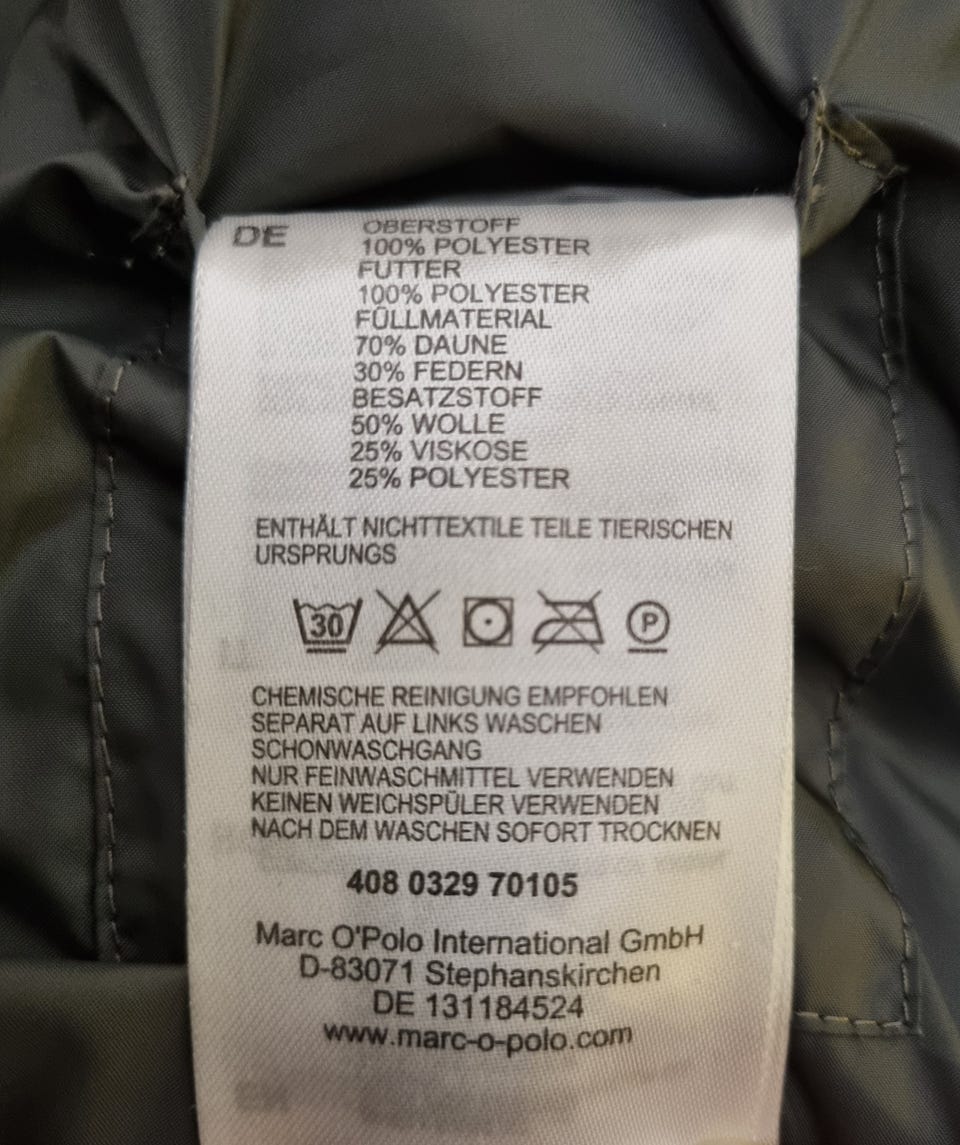 DE OBERSTOFF
100% POLYESTER
FUTTER
100% POLYESTER
FÜLLMATERIAL
70% DAUNE
30% FEDERN
BESATZSTOFF
50% WOLLE
25% VISKOSE
25% POLYESTER
ENTHÄLT NICHTTEXTILE TEILE TIERISCHEN
URSPRUNGS
30 P
CHEMISCHE REINIGUNG EMPFOHLEN
SEPARAT AUF LINKS WASCHEN
SCHONWASCHGANG
NUR FEINWASCHMITTEL VERWENDEN
KEINEN WEICHSPÜLER VERWENDEN
NACH DEM WASCHEN SOFORT TROCKNEN
408 0329 70105
Marc O'Polo International GmbH
D-83071 Stephanskirchen
DE 131184524
www.marc-o-polo.com